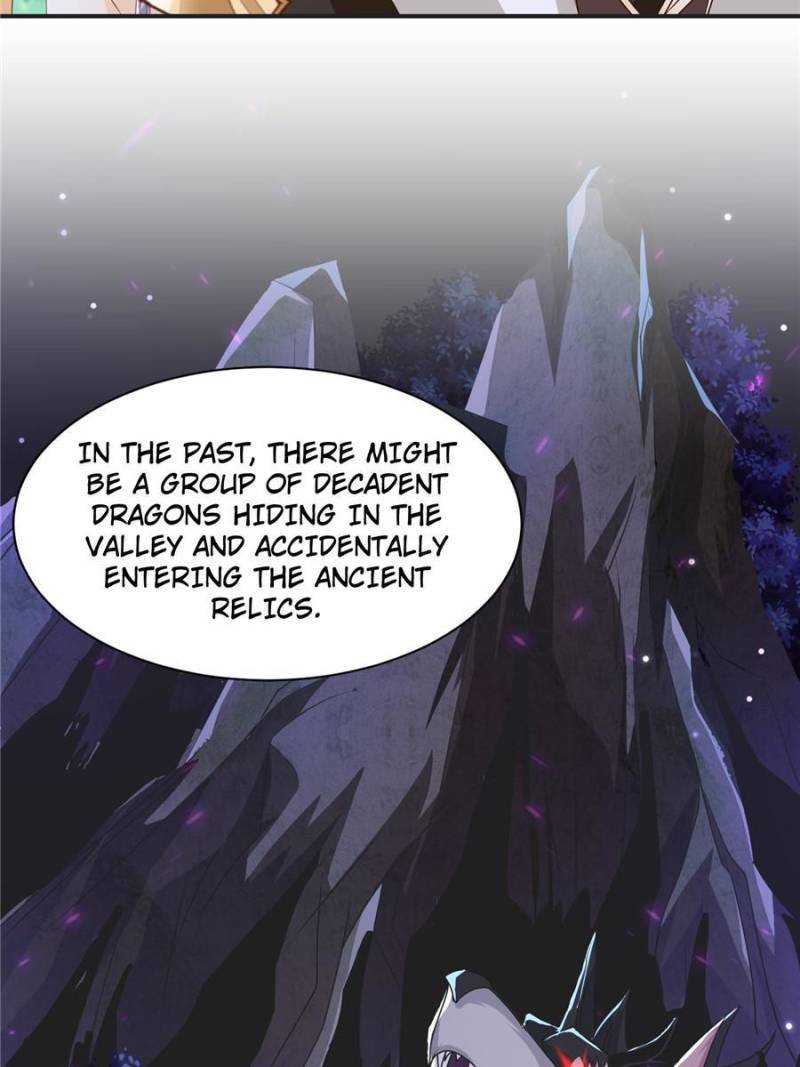 IN THE PAST, THERE MIGHT
BE A GROUP OF DECADENT
DRAGONS HIDING IN THE
VALLEY AND ACCIDENTALLY
ENTERING THE ANCIENT
RELICS.